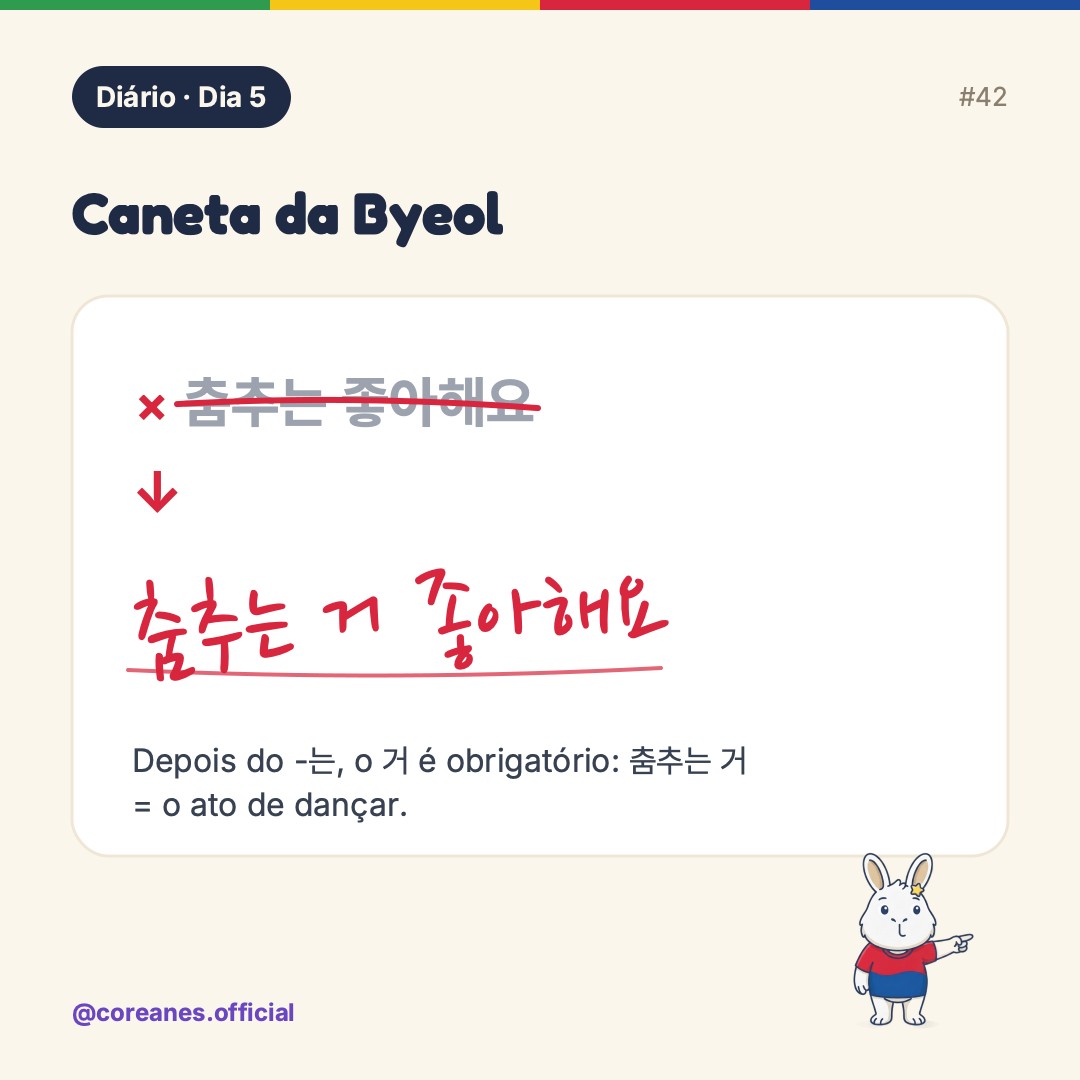 Diário · Dia 5
#42
Caneta da Byeol
× 춤추는 좋아해요
↓
춤추는 거 좋아해요
Depois do -는, o 거 é obrigatório: 춤추는 거
= o ato de dançar.
@coreanes.official